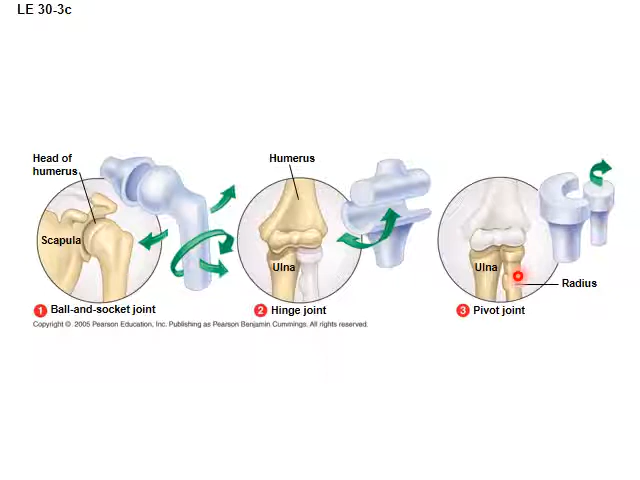 LE 30-3c
Head of
humerus
Scapula
1 Ball-and-socket joint
Humerus
Ulna
2 Hinge joint
Ulna
Radius
3 Pivot joint
Copyright © 2005 Pearson Education, Inc. Publishing as Pearson Benjamin Cummings. All rights reserved.